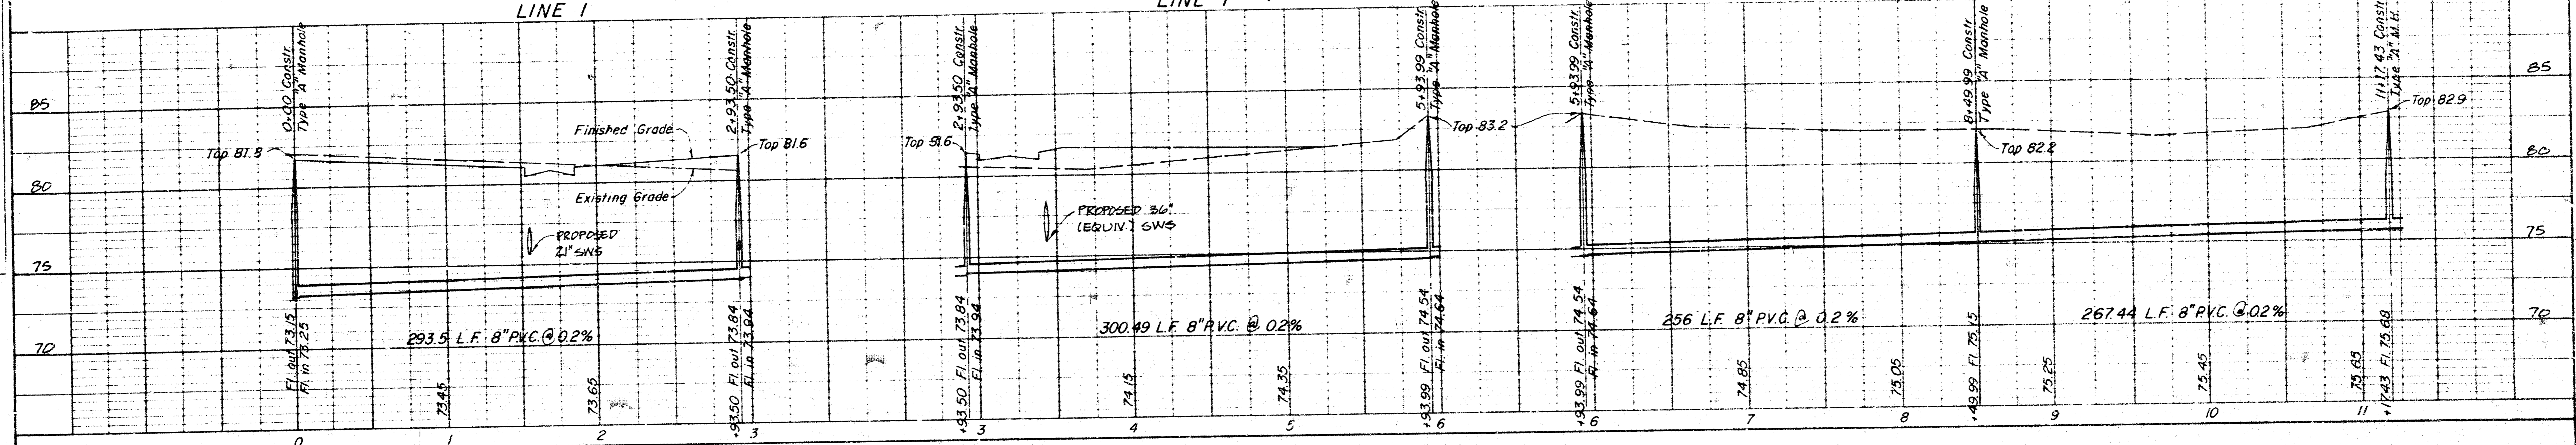 LINE 1
LINE 1
0+00 Constr.
Type "A" Manhole
2+93.50 Constr.
Type "A" Manhole
2+93.50 Constr.
Type "A" Manhole
5+93.99 Constr.
Type "A" Manhole
5+93.99 Constr.
Type "A" Manhole
8+49.99 Constr.
Type "A" Manhole
11+17.43 Constr.
Type "A" M.H.
85
80
75
70
85
80
75
70
Top 81.8
Finished Grade
Existing Grade
Top 81.6
Top 81.6
Top 83.2
Top 82.2
Top 82.9
PROPOSED
21" SWS
PROPOSED 36"
(EQUIV.) SWS
293.5 L.F. 8" P.V.C. @ 0.2%
300.49 L.F. 8" P.V.C. @ 0.2%
256 L.F. 8" P.V.C. @ 0.2%
267.44 L.F. 8" P.V.C. @ 0.2%
Fl. out 73.15
Fl. in 73.25
73.45
73.65
+93.50 Fl. out 73.84
Fl. in 73.94
+93.50 Fl. out 73.84
Fl. in 73.94
74.15
74.35
+93.99 Fl. out 74.54
Fl. in 74.64
+93.99 Fl. out 74.54
Fl. in 74.64
74.85
75.05
+49.99 Fl. 75.15
75.25
75.45
75.65
+17.43 Fl. 75.68
0 1 2 3 3 4 5 6 6 7 8 9 10 11